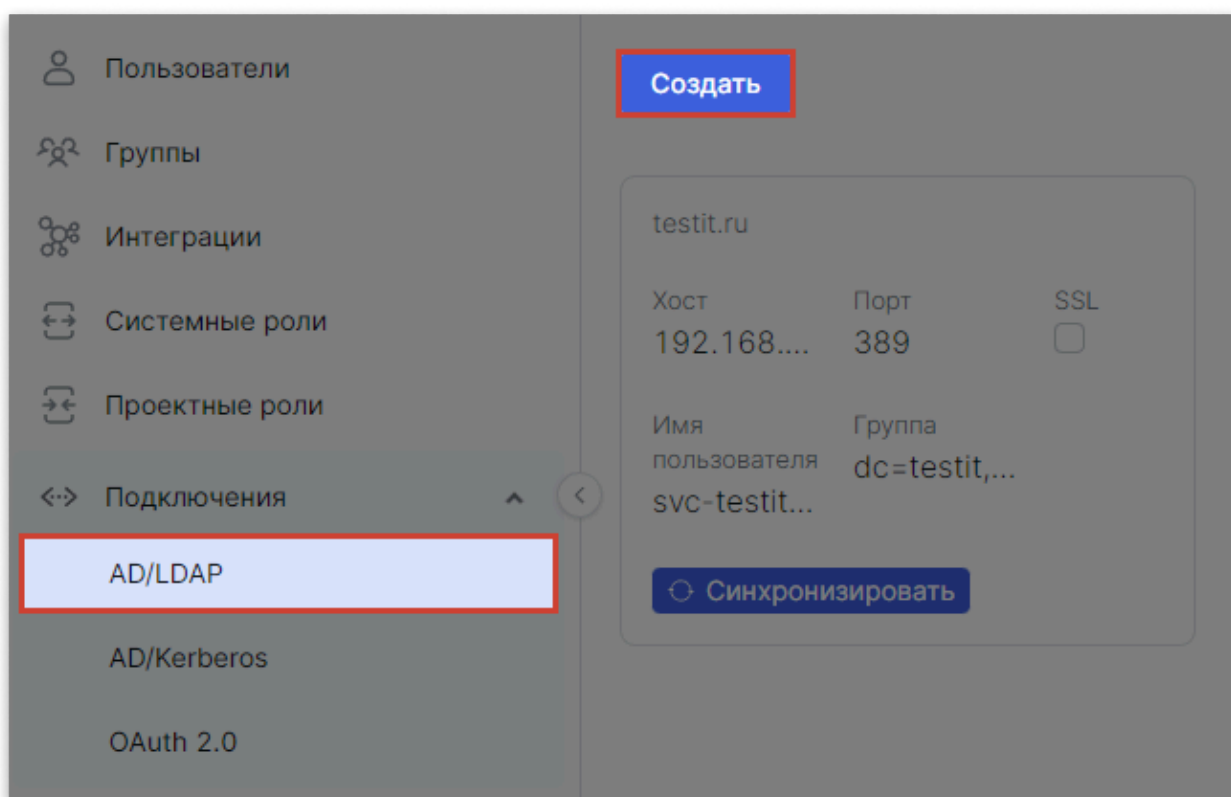 Пользователи
Группы
Интеграции
Системные роли
Проектные роли
Подключения
AD/LDAP
AD/Kerberos
OAuth 2.0
Создать
testit.ru
Хост Порт SSL
192.168.... 389
Имя Группа
пользователя dc=testit,...
svc-testit...
Синхронизировать